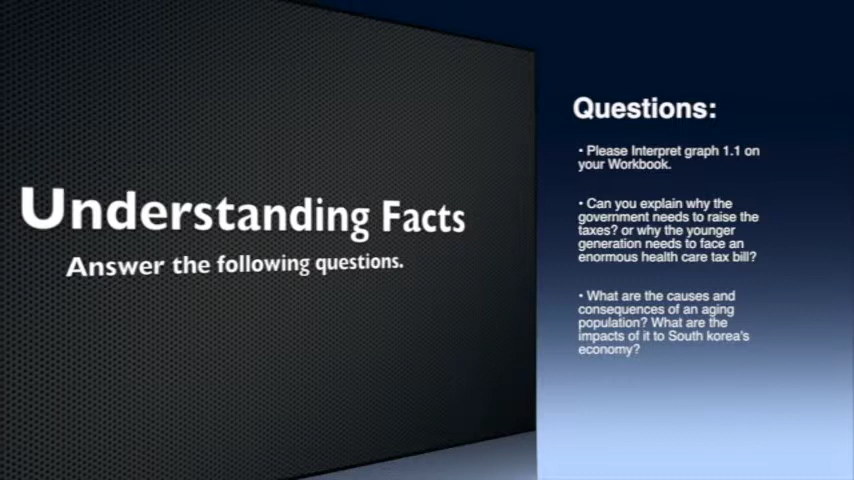 Understanding Facts
Answer the following questions.
Questions:
• Please Interpret graph 1.1 on
your Workbook.
• Can you explain why the
government needs to raise the
taxes? or why the younger
generation needs to face an
enormous health care tax bill?
• What are the causes and
consequences of an aging
population? What are the
impacts of it to South korea's
economy?